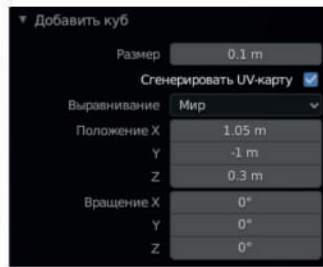 Добавить куб
Размер 0.1 m
Сгенерировать UV-карту
Выравнивание Мир
Положение X 1.05 m
Y -1 m
Z 0.3 m
Вращение X 0°
Y 0°
Z 0°